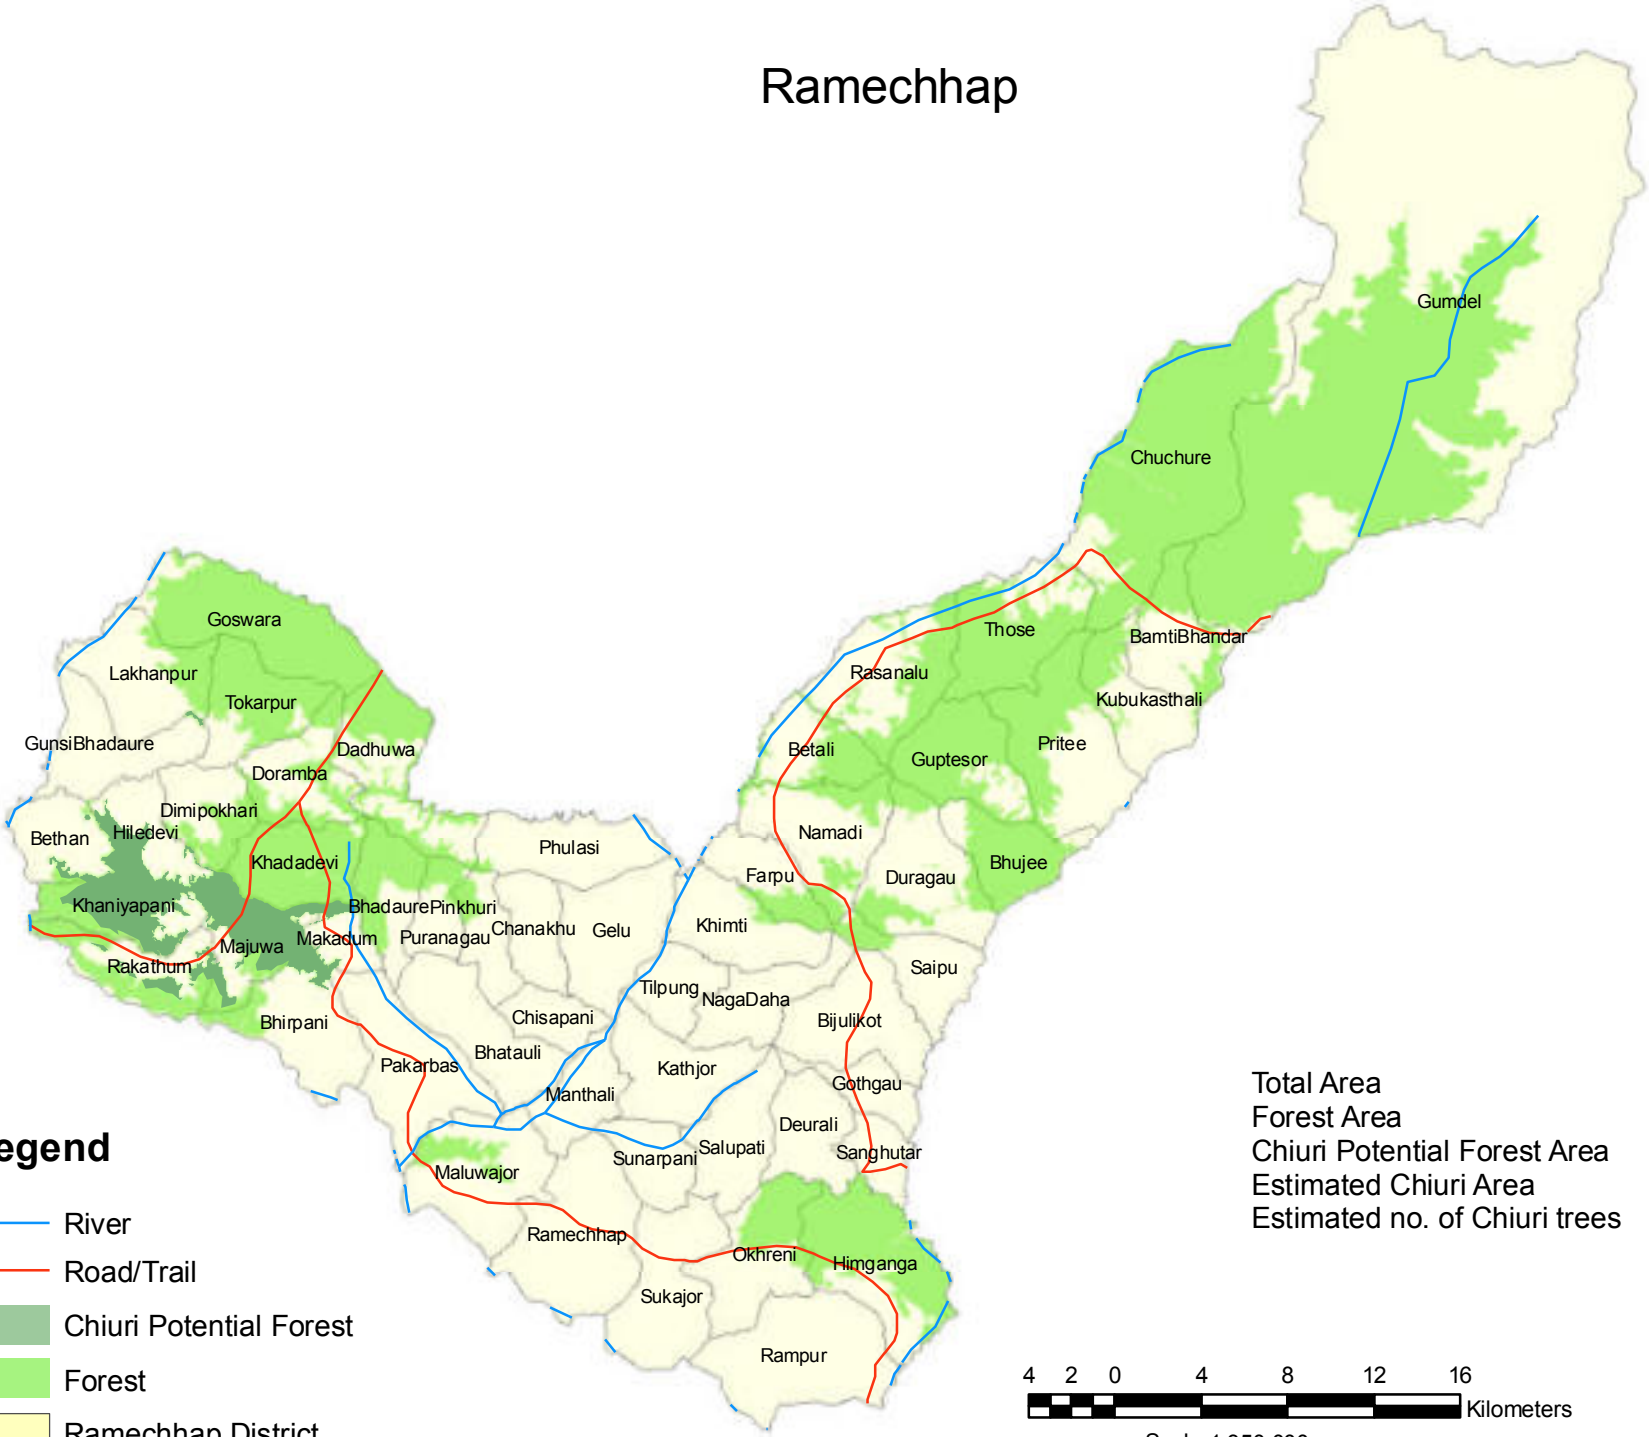 Ramechhap
Gumdel
Chuchure
Goswara
Those
BamtiBhandar
Lakhanpur
Rasanalu
Tokarpur
Kubukasthali
GunsiBhadaure
Dadhuwa
Betali
Guptesor
Pritee
Doramba
Dimipokhari
Bethan
Hiledevi
Namadi
Phulasi
Khadadevi
Farpu
Duragau
Bhujee
Khaniyapani
Bhadaure
Pinkhuri
Chanakhu
Gelu
Khimti
Majuwa
Makadum
Puranagau
Rakathum
Saipu
Tilpung
NagaDaha
Bhirpani
Chisapani
Bijulikot
Bhatauli
Pakarbas
Kathjor
Gothgau
Manthali
Deurali
Sunarpani
Salupati
Sanghutar
Maluwajor
Ramechhap
Okhreni
Himganga
Sukajor
Rampur
Total Area
Forest Area
Chiuri Potential Forest Area
Estimated Chiuri Area
Estimated no. of Chiuri trees
egend
River
Road/Trail
Chiuri Potential Forest
Forest
Ramechhap District
4 2 0 4 8 12 16
Kilometers